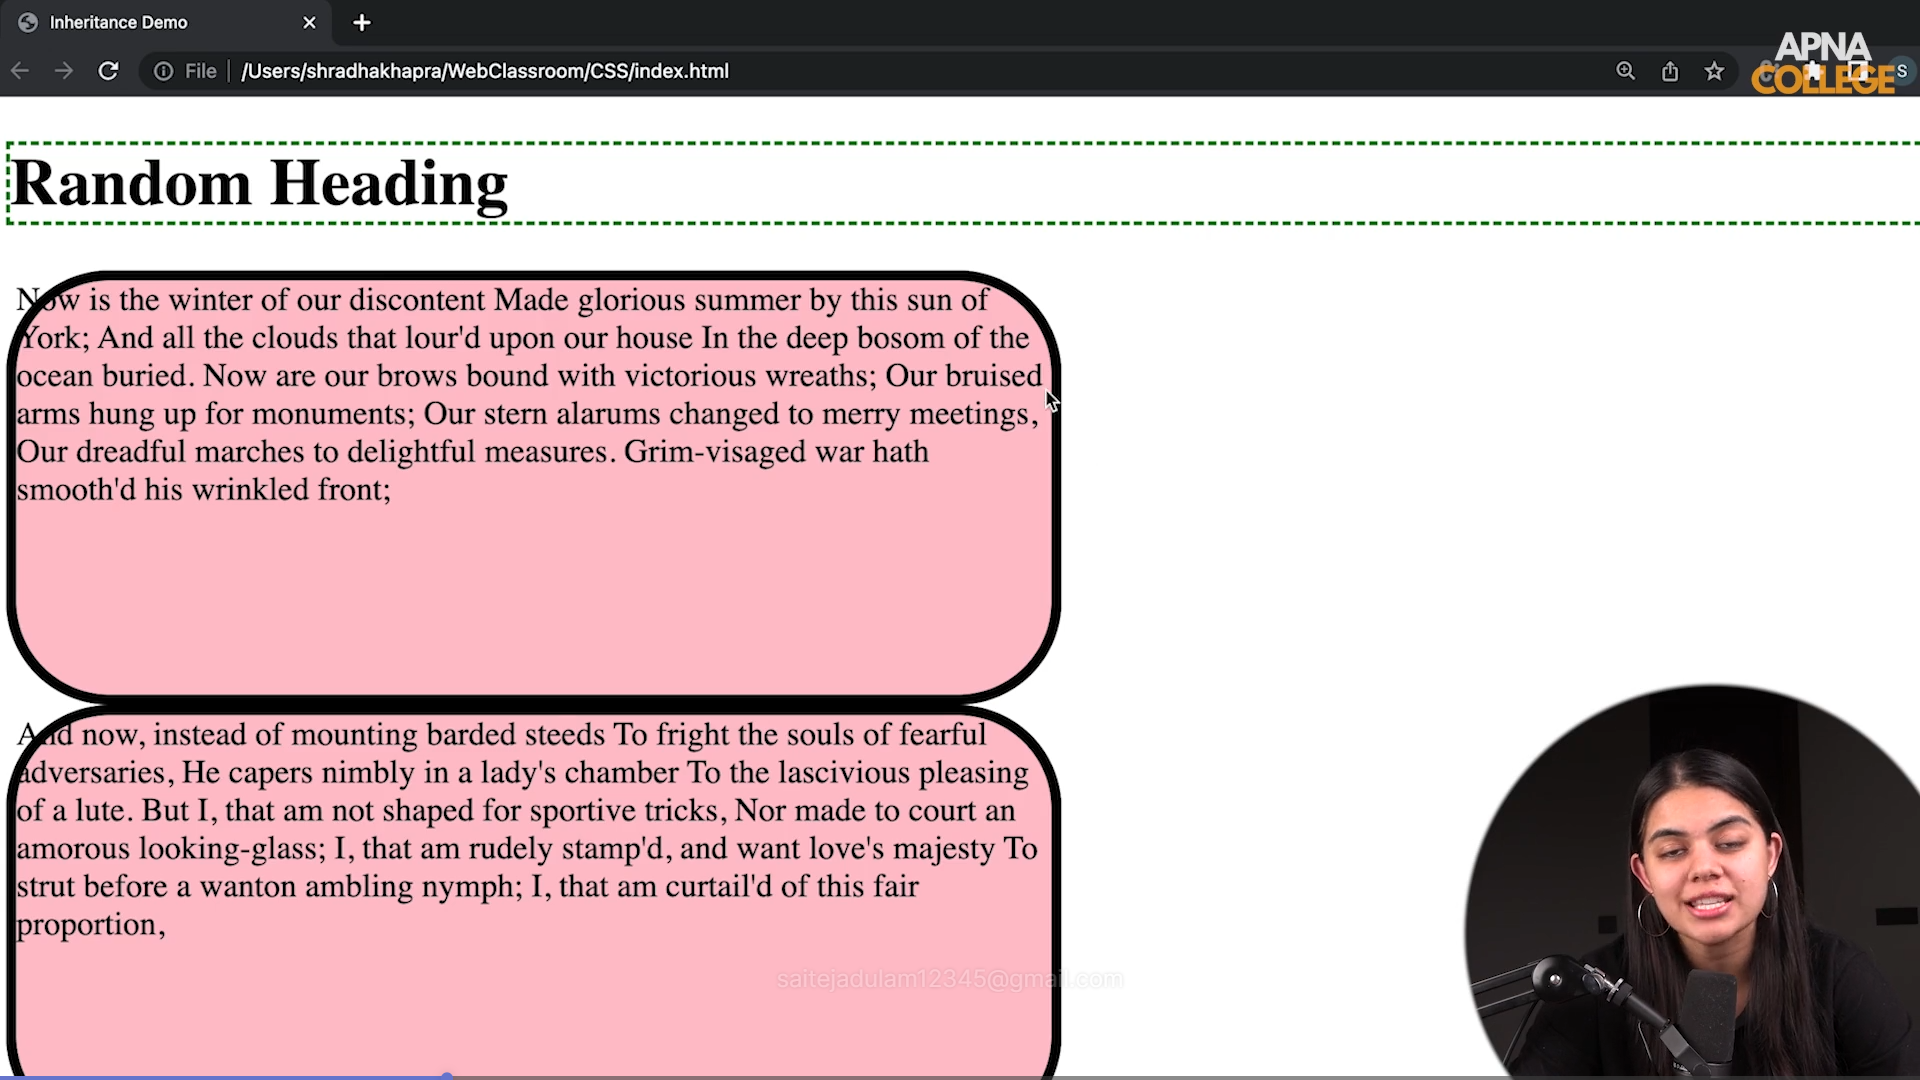 Inheritance Demo
APNA
COLLEGE
File
/Users/shradhakhapra/WebClassroom/CSS/index.html
S
Random Heading
Now is the winter of our discontent Made glorious summer by this sun of
York; And all the clouds that lour'd upon our house In the deep bosom of the
ocean buried. Now are our brows bound with victorious wreaths; Our bruised
arms hung up for monuments; Our stern alarums changed to merry meetings,
Our dreadful marches to delightful measures. Grim-visaged war hath
smooth'd his wrinkled front;
And now, instead of mounting barded steeds To fright the souls of fearful
adversaries, He capers nimbly in a lady's chamber To the lascivious pleasing
of a lute. But I, that am not shaped for sportive tricks, Nor made to court an
amorous looking-glass; I, that am rudely stamp'd, and want love's majesty To
strut before a wanton ambling nymph; I, that am curtail'd of this fair
proportion,
saitejadulam12345@gmail.com